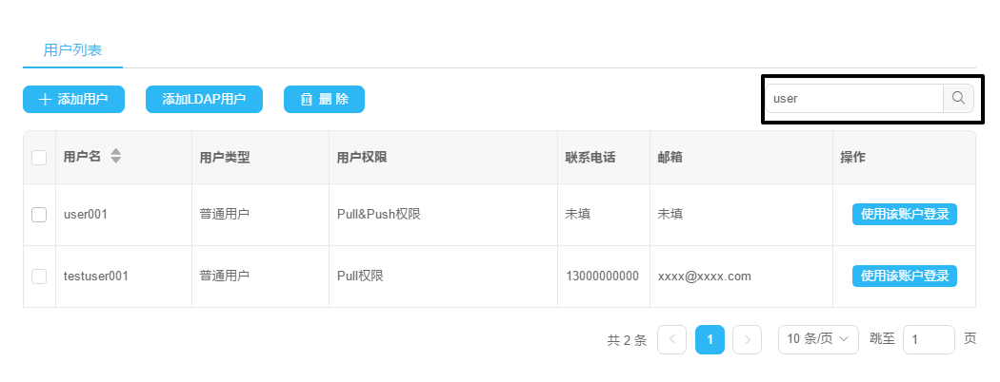 用户列表
添加用户 添加LDAP用户 删 除 user
用户名 用户类型 用户权限 联系电话 邮箱 操作
user001 普通用户 Pull&Push权限 未填 未填 使用该账户登录
testuser001 普通用户 Pull权限 13000000000 xxxx@xxxx.com 使用该账户登录
共 2 条 1 10 条/页 跳至 1 页